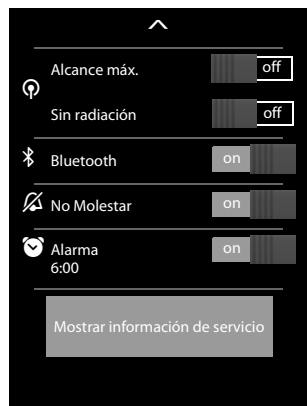 Alcance máx. off
Sin radiación off
Bluetooth on
No Molestar on
Alarma on
6:00
Mostrar información de servicio